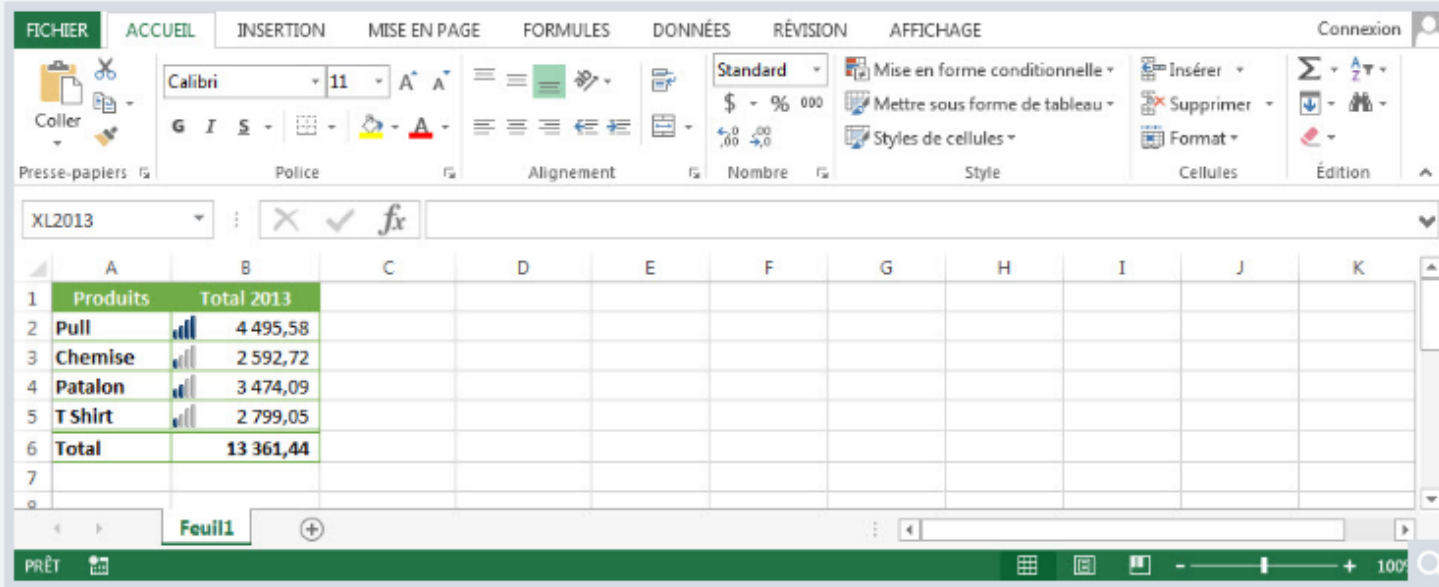 FICHIER ACCUEIL INSERTION MISE EN PAGE FORMULES DONNÉES RÉVISION AFFICHAGE Connexion
Calibri 11 Standard Mise en forme conditionnelle Insérer
$ % 000 Mettre sous forme de tableau Supprimer
Coller G I S A Styles de cellules Format
Presse-papiers Police Alignement Nombre Style Cellules Édition
XL2013 fx
A B C D E F G H I J K
1 Produits Total 2013
2 Pull 4 495,58
3 Chemise 2 592,72
4 Patalon 3 474,09
5 T Shirt 2 799,05
6 Total 13 361,44
7
Feuil1
PRÊT - + 100%